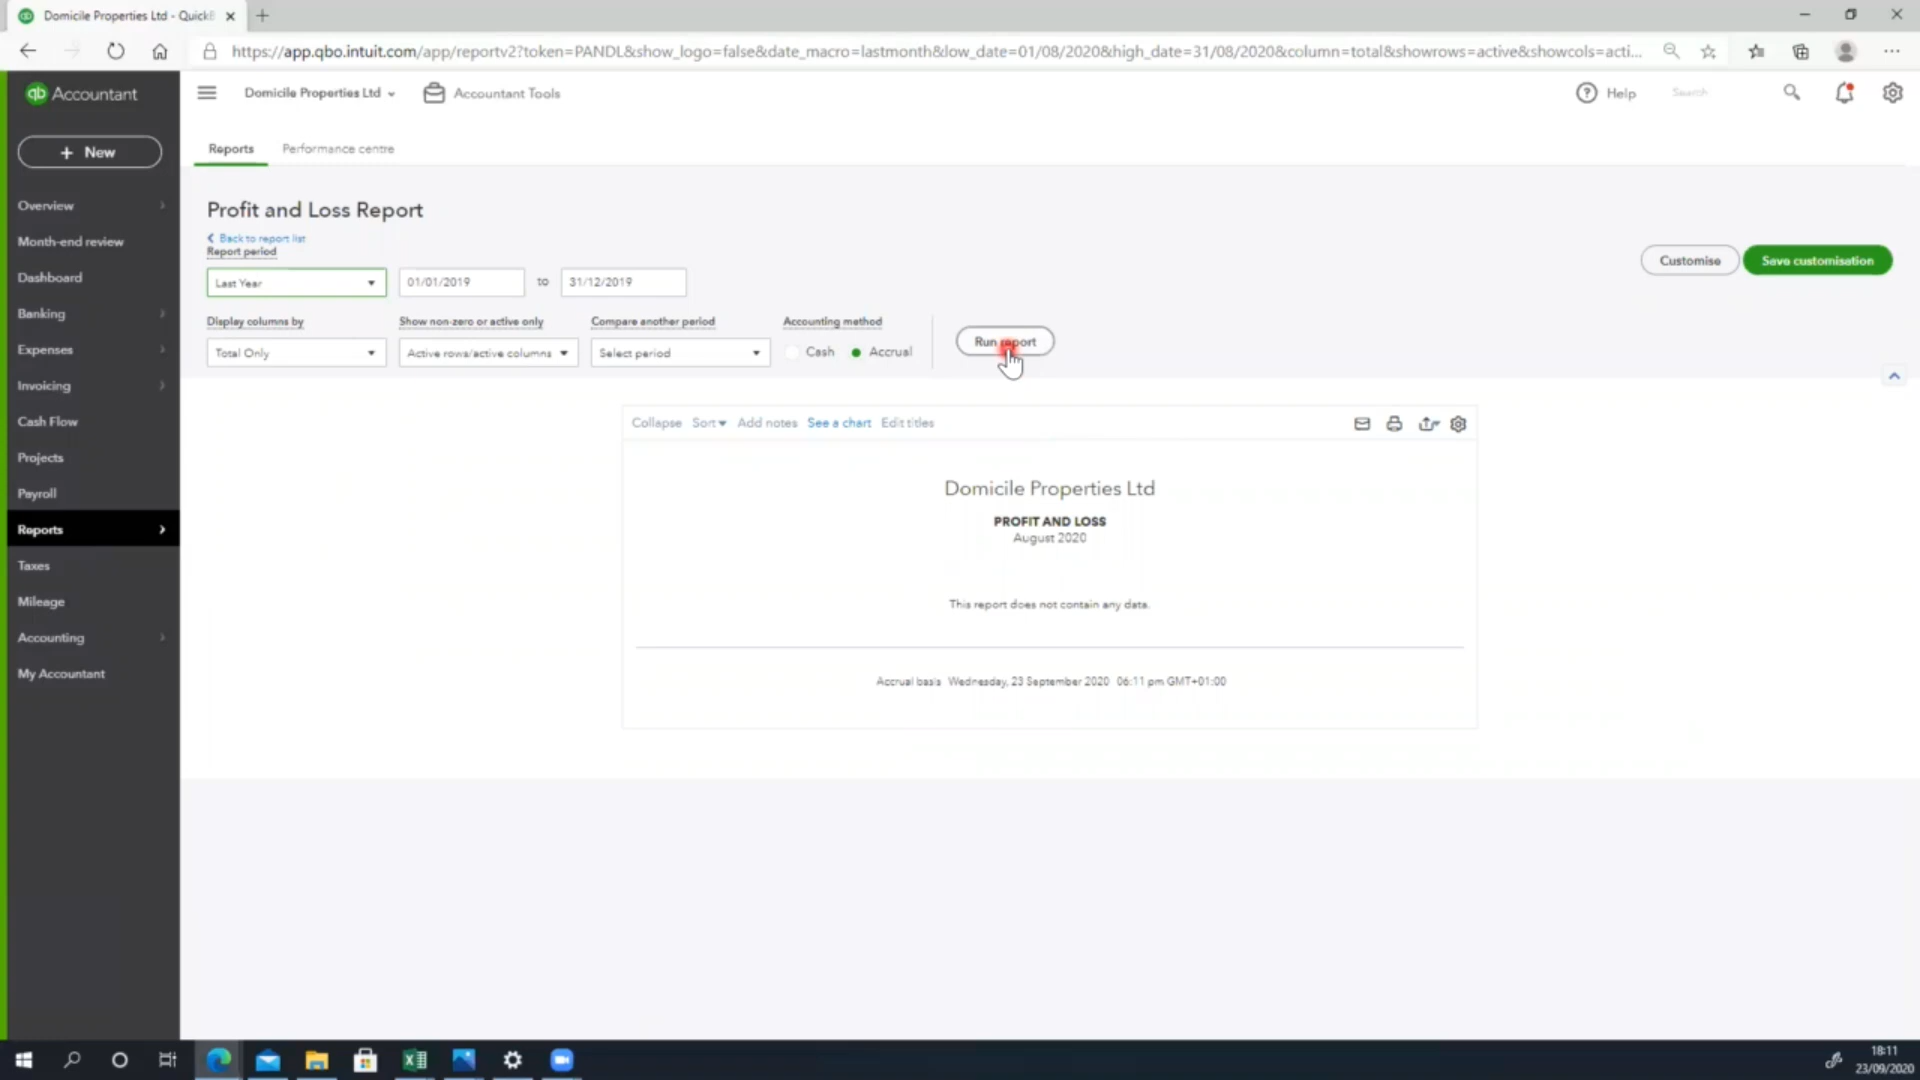 Domicile Properties Ltd - QuickB
https://app.qbo.intuit.com/app/reportv2?token=PANDL&show_logo=false&date_macro=lastmonth&low_date=01/08/2020&high_date=31/08/2020&column=total&showrows=active&showcols=acti...
qb Accountant
Domicile Properties Ltd
Accountant Tools
Help
Search
+ New
Reports
Performance centre
Overview
Month-end review
Dashboard
Banking
Expenses
Invoicing
Cash Flow
Projects
Payroll
Reports
Taxes
Mileage
Accounting
My Accountant
Profit and Loss Report
Back to report list
Report period
Last Year
01/01/2019
to
31/12/2019
Customise
Save customisation
Display columns by
Show non-zero or active only
Compare another period
Accounting method
Total Only
Active rows/active columns
Select period
Cash
Accrual
Run report
Collapse Sort Add notes See a chart Edit titles
Domicile Properties Ltd
PROFIT AND LOSS
August 2020
This report does not contain any data.
Accrual basis Wednesday, 23 September 2020 06:11 pm GMT+01:00
18:11
23/09/2020